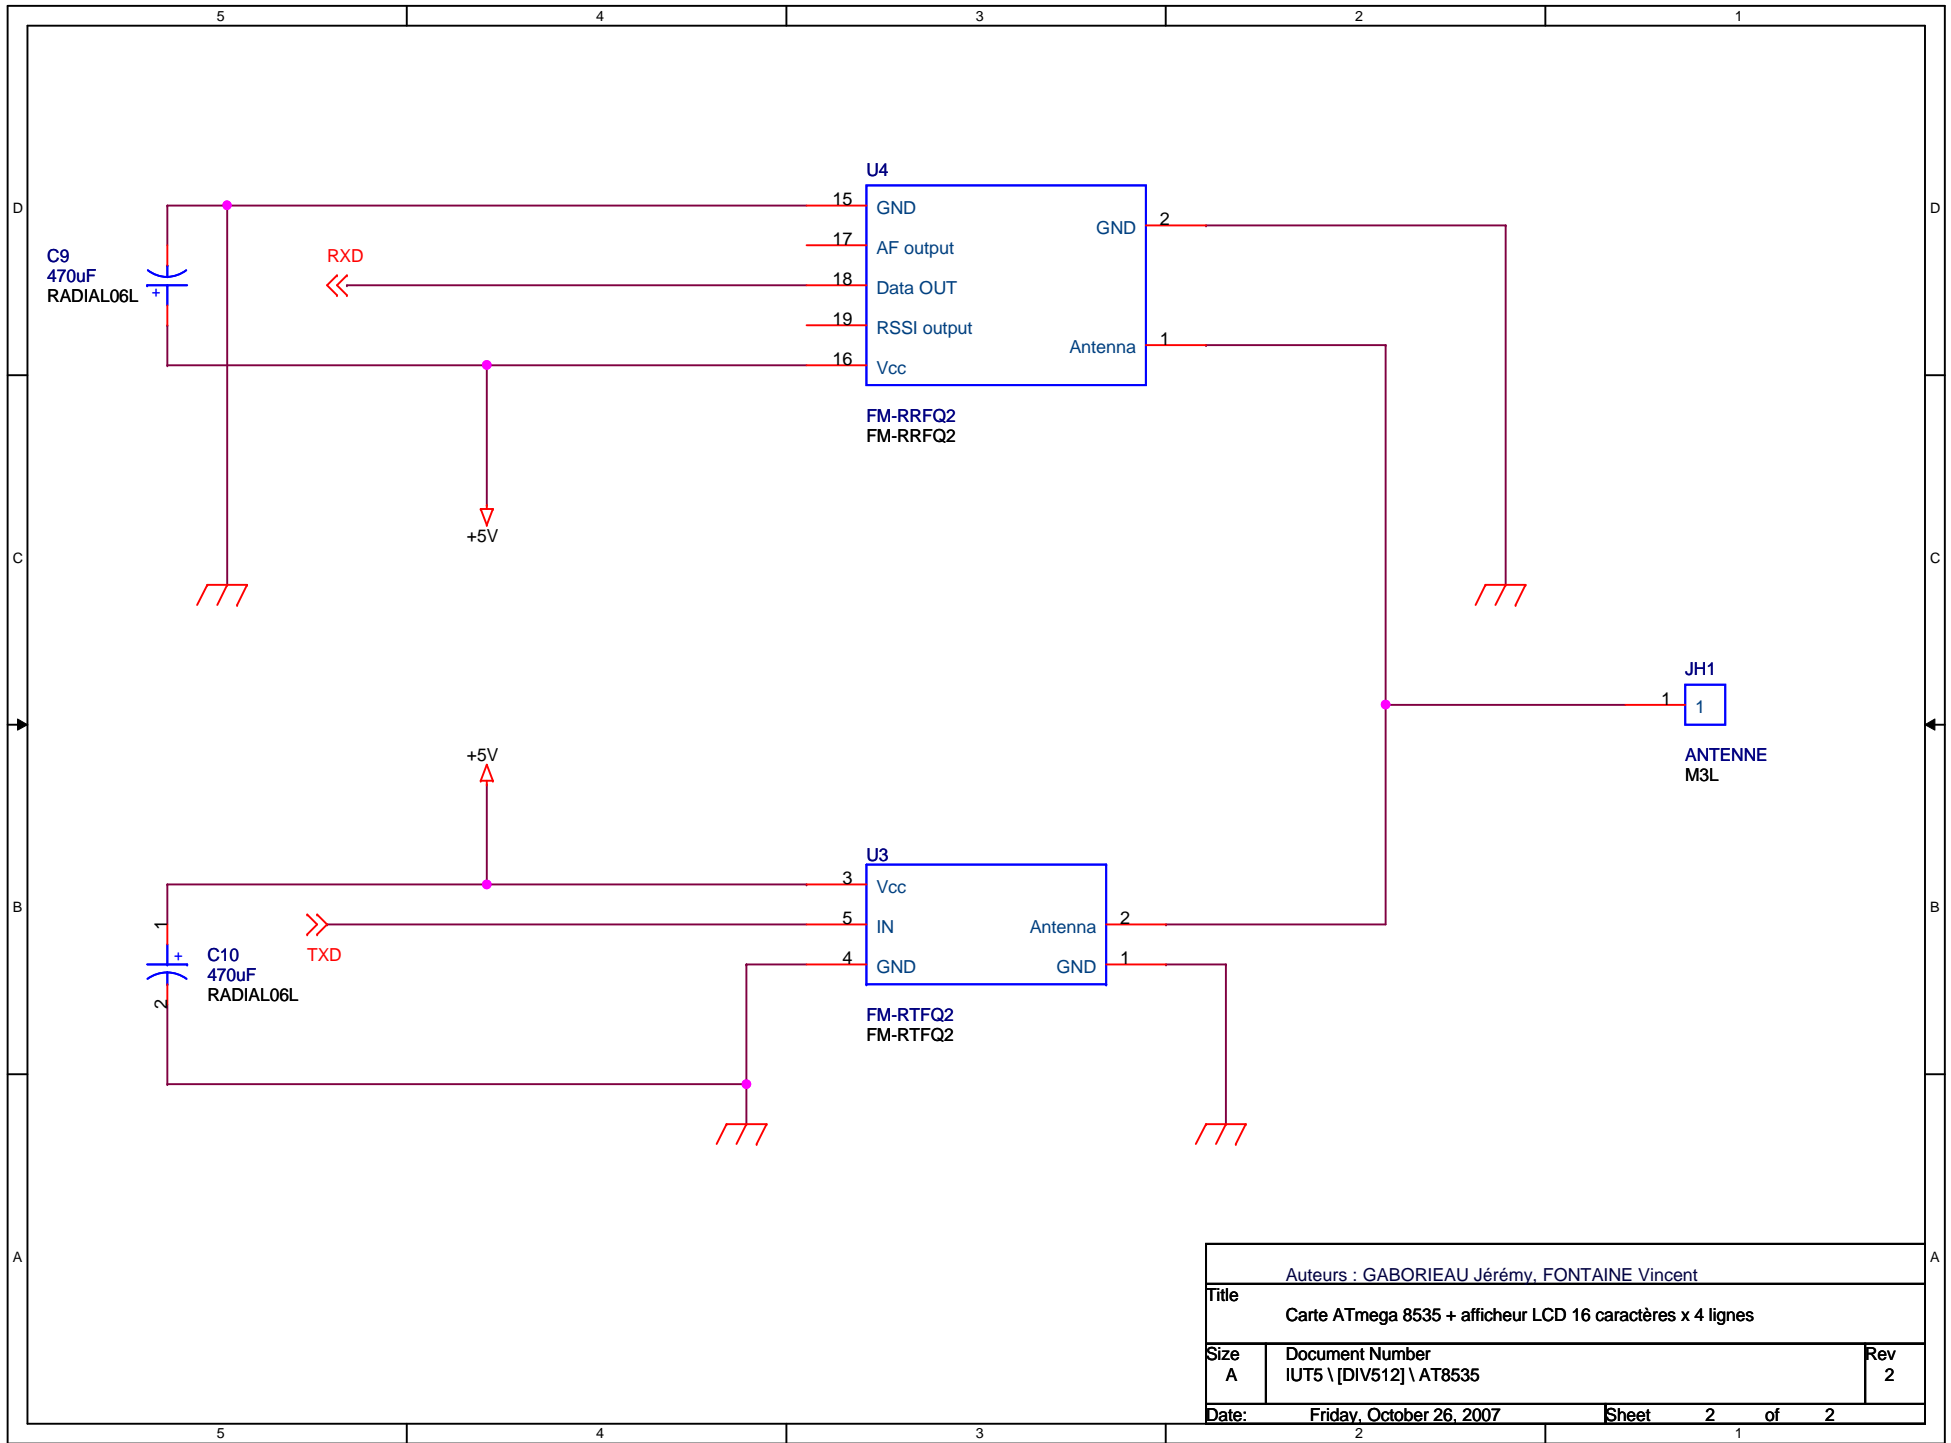 5 4 3 2 1
D
D
U4
15 GND
GND 2
17 AF output
C9
470uF
RADIAL06L
+
RXD
18 Data OUT
19 RSSI output
Antenna 1
16 Vcc
FM-RRFQ2
FM-RRFQ2
+5V
C
C
JH1
1 1
ANTENNE
M3L
+5V
U3
3 Vcc
B
B
1
5 IN
Antenna 2
TXD
+
C10
470uF
RADIAL06L
2
4 GND
GND 1
FM-RTFQ2
FM-RTFQ2
A
A
Auteurs : GABORIEAU Jérémy, FONTAINE Vincent
Title
Carte ATmega 8535 + afficheur LCD 16 caractères x 4 lignes
Size Document Number Rev
A IUT5 \ [DIV512] \ AT8535 2
Date: Friday, October 26, 2007 Sheet 2 of 2
5 4 3 2 1